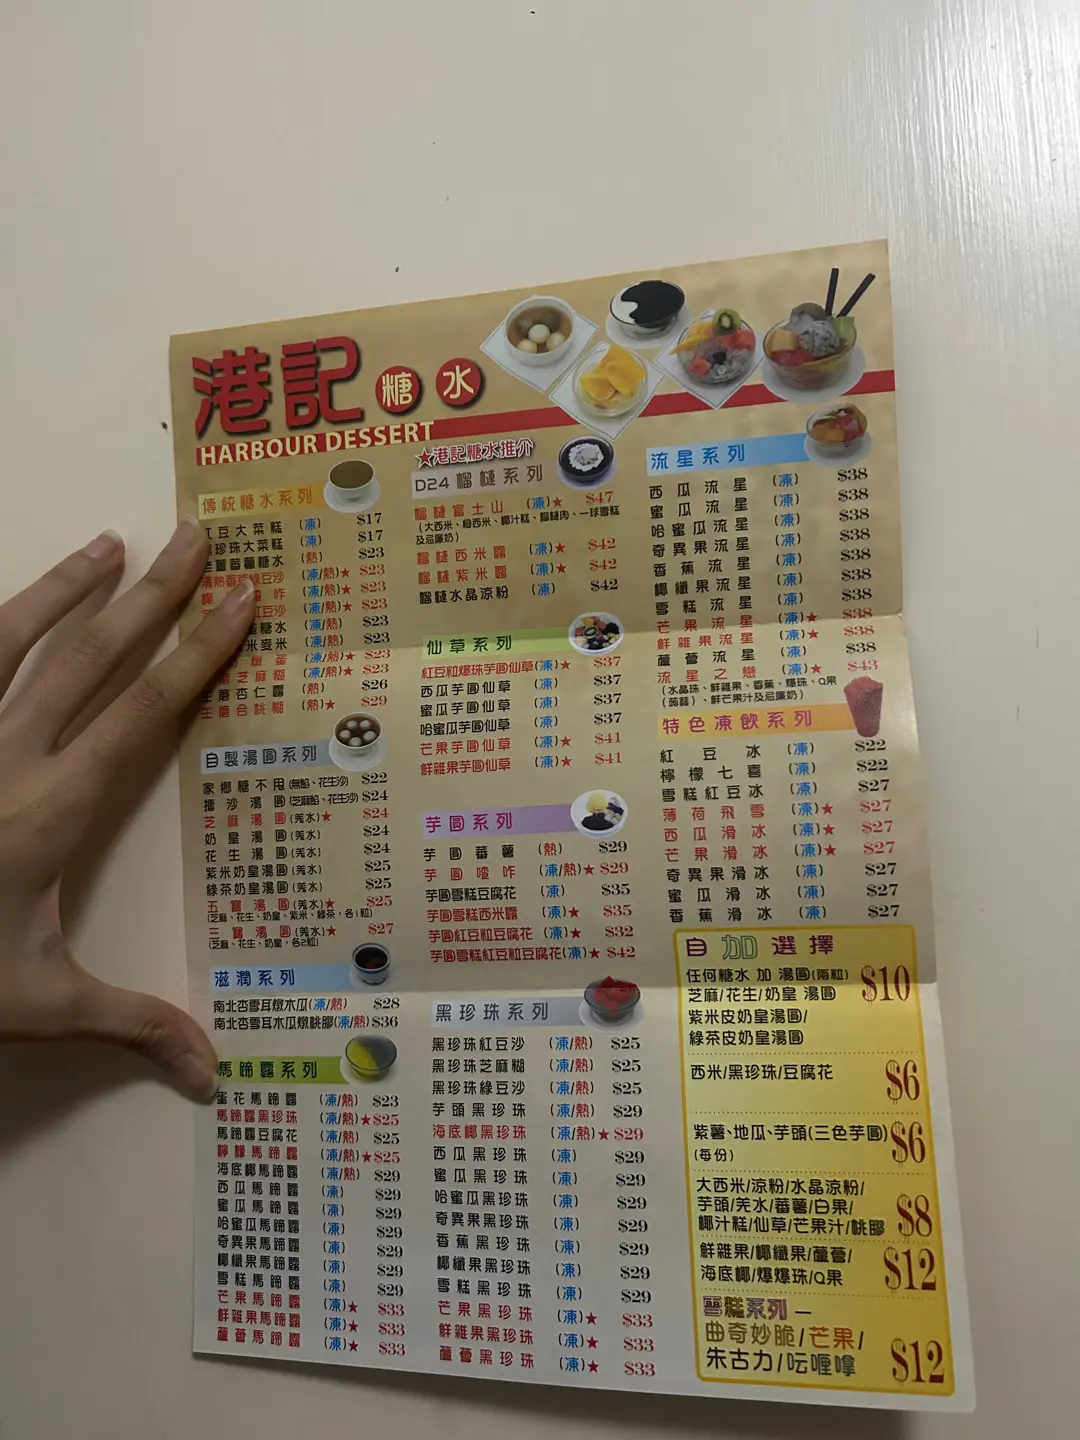 港記糖水
HARBOUR DESSERT
傳統糖水系列
豆大菜糕 (凍) $17
珍珠大菜糕 (凍) $17
薑蕃薯糖水 (熱) $23
豆沙 (凍/熱)★ $23
咋 (凍/熱)★ $23
紅豆沙 (凍/熱)★ $23
糖水 (凍/熱) $23
米麥米 (凍/熱) $23
蛋 (凍/熱)★ $23
芝麻糊 (凍/熱)★ $23
生磨杏仁露 (熱) $26
生磨合桃糊 (熱)★ $29
自製湯圓系列
家鄉糖不甩(無餡、花生沙) $22
擂沙湯圓(芝麻餡、花生沙) $24
芝麻湯圓(羌水)★ $24
奶皇湯圓(羌水) $24
花生湯圓(羌水) $24
紫米奶皇湯圓(羌水) $25
綠茶奶皇湯圓(羌水) $25
五寶湯圓(羌水)★ $25
(芝麻、花生、奶皇、紫米、綠茶，各1粒)
三寶湯圓(羌水)★ $27
(芝麻、花生、奶皇，各2粒)
滋潤系列
南北杏雪耳燉木瓜(凍/熱) $28
南北杏雪耳木瓜燉桃膠(凍/熱) $36
馬蹄露系列
蛋花馬蹄露 (凍/熱) $23
馬蹄露黑珍珠 (凍/熱)★ $25
馬蹄露豆腐花 (凍/熱) $25
檸檬馬蹄露 (凍/熱)★ $25
海底椰馬蹄露 (凍/熱) $29
西瓜馬蹄露 (凍) $29
蜜瓜馬蹄露 (凍) $29
哈蜜瓜馬蹄露 (凍) $29
奇異果馬蹄露 (凍) $29
椰纖果馬蹄露 (凍) $29
雪糕馬蹄露 (凍) $29
芒果馬蹄露 (凍)★ $33
鮮雜果馬蹄露 (凍)★ $33
蘆薈馬蹄露 (凍)★ $33
★港記糖水推介
D24 榴槤系列
榴槤富士山 (凍)★ $47
(大西米、細西米、椰汁糕、榴槤肉、一球雪糕
及忌廉奶)
榴槤西米露 (凍)★ $42
榴槤紫米露 (凍)★ $42
榴槤水晶涼粉 (凍) $42
仙草系列
紅豆粒爆珠芋圓仙草(凍)★ $37
西瓜芋圓仙草 (凍) $37
蜜瓜芋圓仙草 (凍) $37
哈蜜瓜芋圓仙草 (凍) $37
芒果芋圓仙草 (凍)★ $41
鮮雜果芋圓仙草 (凍)★ $41
芋圓系列
芋圓蕃薯 (熱) $29
芋圓喳咋 (凍/熱)★ $29
芋圓雪糕豆腐花 (凍) $35
芋圓雪糕西米露 (凍)★ $35
芋圓紅豆粒豆腐花 (凍)★ $32
芋圓雪糕紅豆粒豆腐花(凍)★ $42
黑珍珠系列
黑珍珠紅豆沙 (凍/熱) $25
黑珍珠芝麻糊 (凍/熱) $25
黑珍珠綠豆沙 (凍/熱) $25
芋頭黑珍珠 (凍/熱) $29
海底椰黑珍珠 (凍/熱)★ $29
西瓜黑珍珠 (凍) $29
蜜瓜黑珍珠 (凍) $29
哈蜜瓜黑珍珠 (凍) $29
奇異果黑珍珠 (凍) $29
香蕉黑珍珠 (凍) $29
椰纖果黑珍珠 (凍) $29
雪糕黑珍珠 (凍) $29
芒果黑珍珠 (凍)★ $33
鮮雜果黑珍珠 (凍)★ $33
蘆薈黑珍珠 (凍)★ $33
流星系列
西瓜流星 (凍) $38
蜜瓜流星 (凍) $38
哈蜜瓜流星 (凍) $38
奇異果流星 (凍) $38
香蕉流星 (凍) $38
椰纖果流星 (凍) $38
雪糕流星 (凍) $38
芒果流星 (凍)★ $38
鮮雜果流星 (凍)★ $38
蘆薈流星 (凍) $38
流星之戀 (凍)★ $43
(水晶珠、鮮雜果、香蕉、爆珠、Q果
(蒟蒻)、鮮芒果汁及忌廉奶)
特色凍飲系列
紅豆冰 (凍) $22
檸檬七喜 (凍) $22
雪糕紅豆冰 (凍) $27
薄荷飛雪 (凍)★ $27
西瓜滑冰 (凍)★ $27
芒果滑冰 (凍)★ $27
奇異果滑冰 (凍) $27
蜜瓜滑冰 (凍) $27
香蕉滑冰 (凍) $27
自加選擇
任何糖水 加 湯圓(兩粒) $10
芝麻/花生/奶皇 湯圓
紫米皮奶皇湯圓/
綠茶皮奶皇湯圓
西米/黑珍珠/豆腐花 $6
紫薯、地瓜、芋頭(三色芋圓) $6
(每份)
大西米/涼粉/水晶涼粉/
芋頭/羌水/蕃薯/白果/ $8
椰汁糕/仙草/芒果汁/桃膠
鮮雜果/椰纖果/蘆薈/ $12
海底椰/爆爆珠/Q果
雪糕系列 —
曲奇妙脆/芒果/
朱古力/呍喱嗱 $12